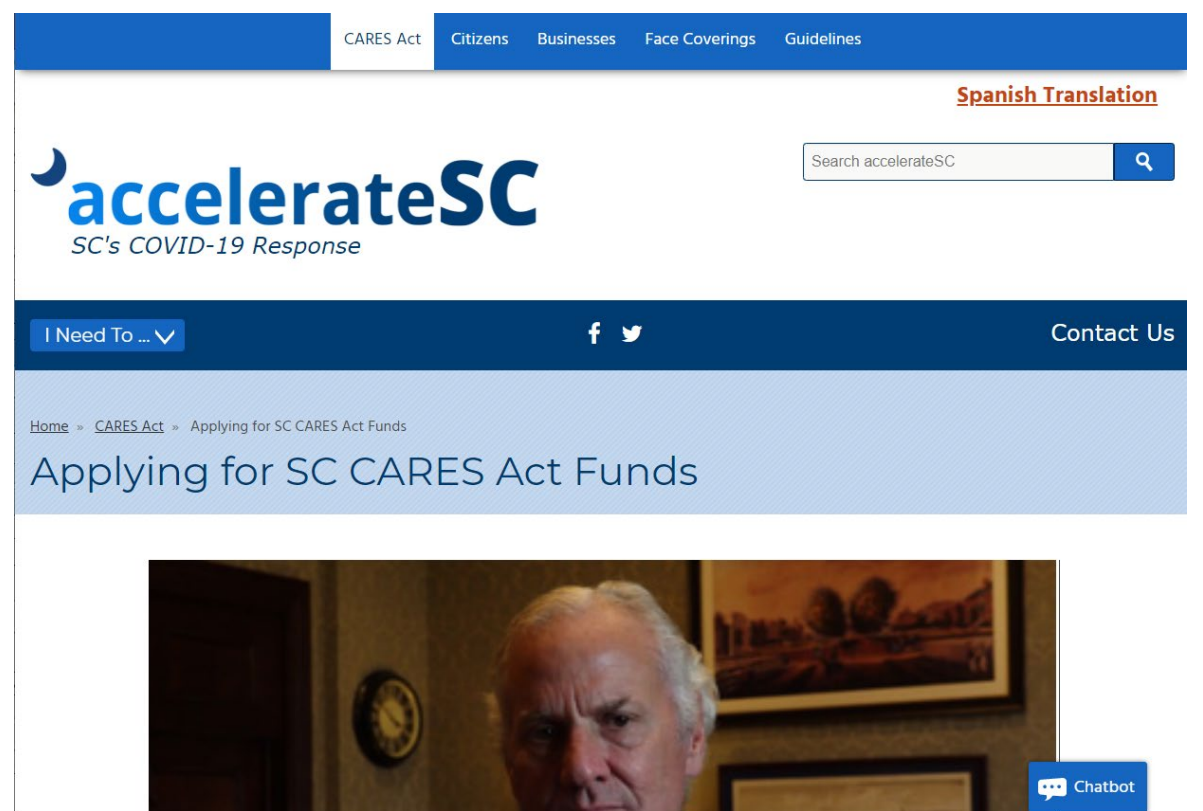 CARES Act Citizens Businesses Face Coverings Guidelines
Spanish Translation
Search accelerateSC
accelerateSC
SC's COVID-19 Response
I Need To ...
Contact Us
Home » CARES Act » Applying for SC CARES Act Funds
Applying for SC CARES Act Funds
Chatbot